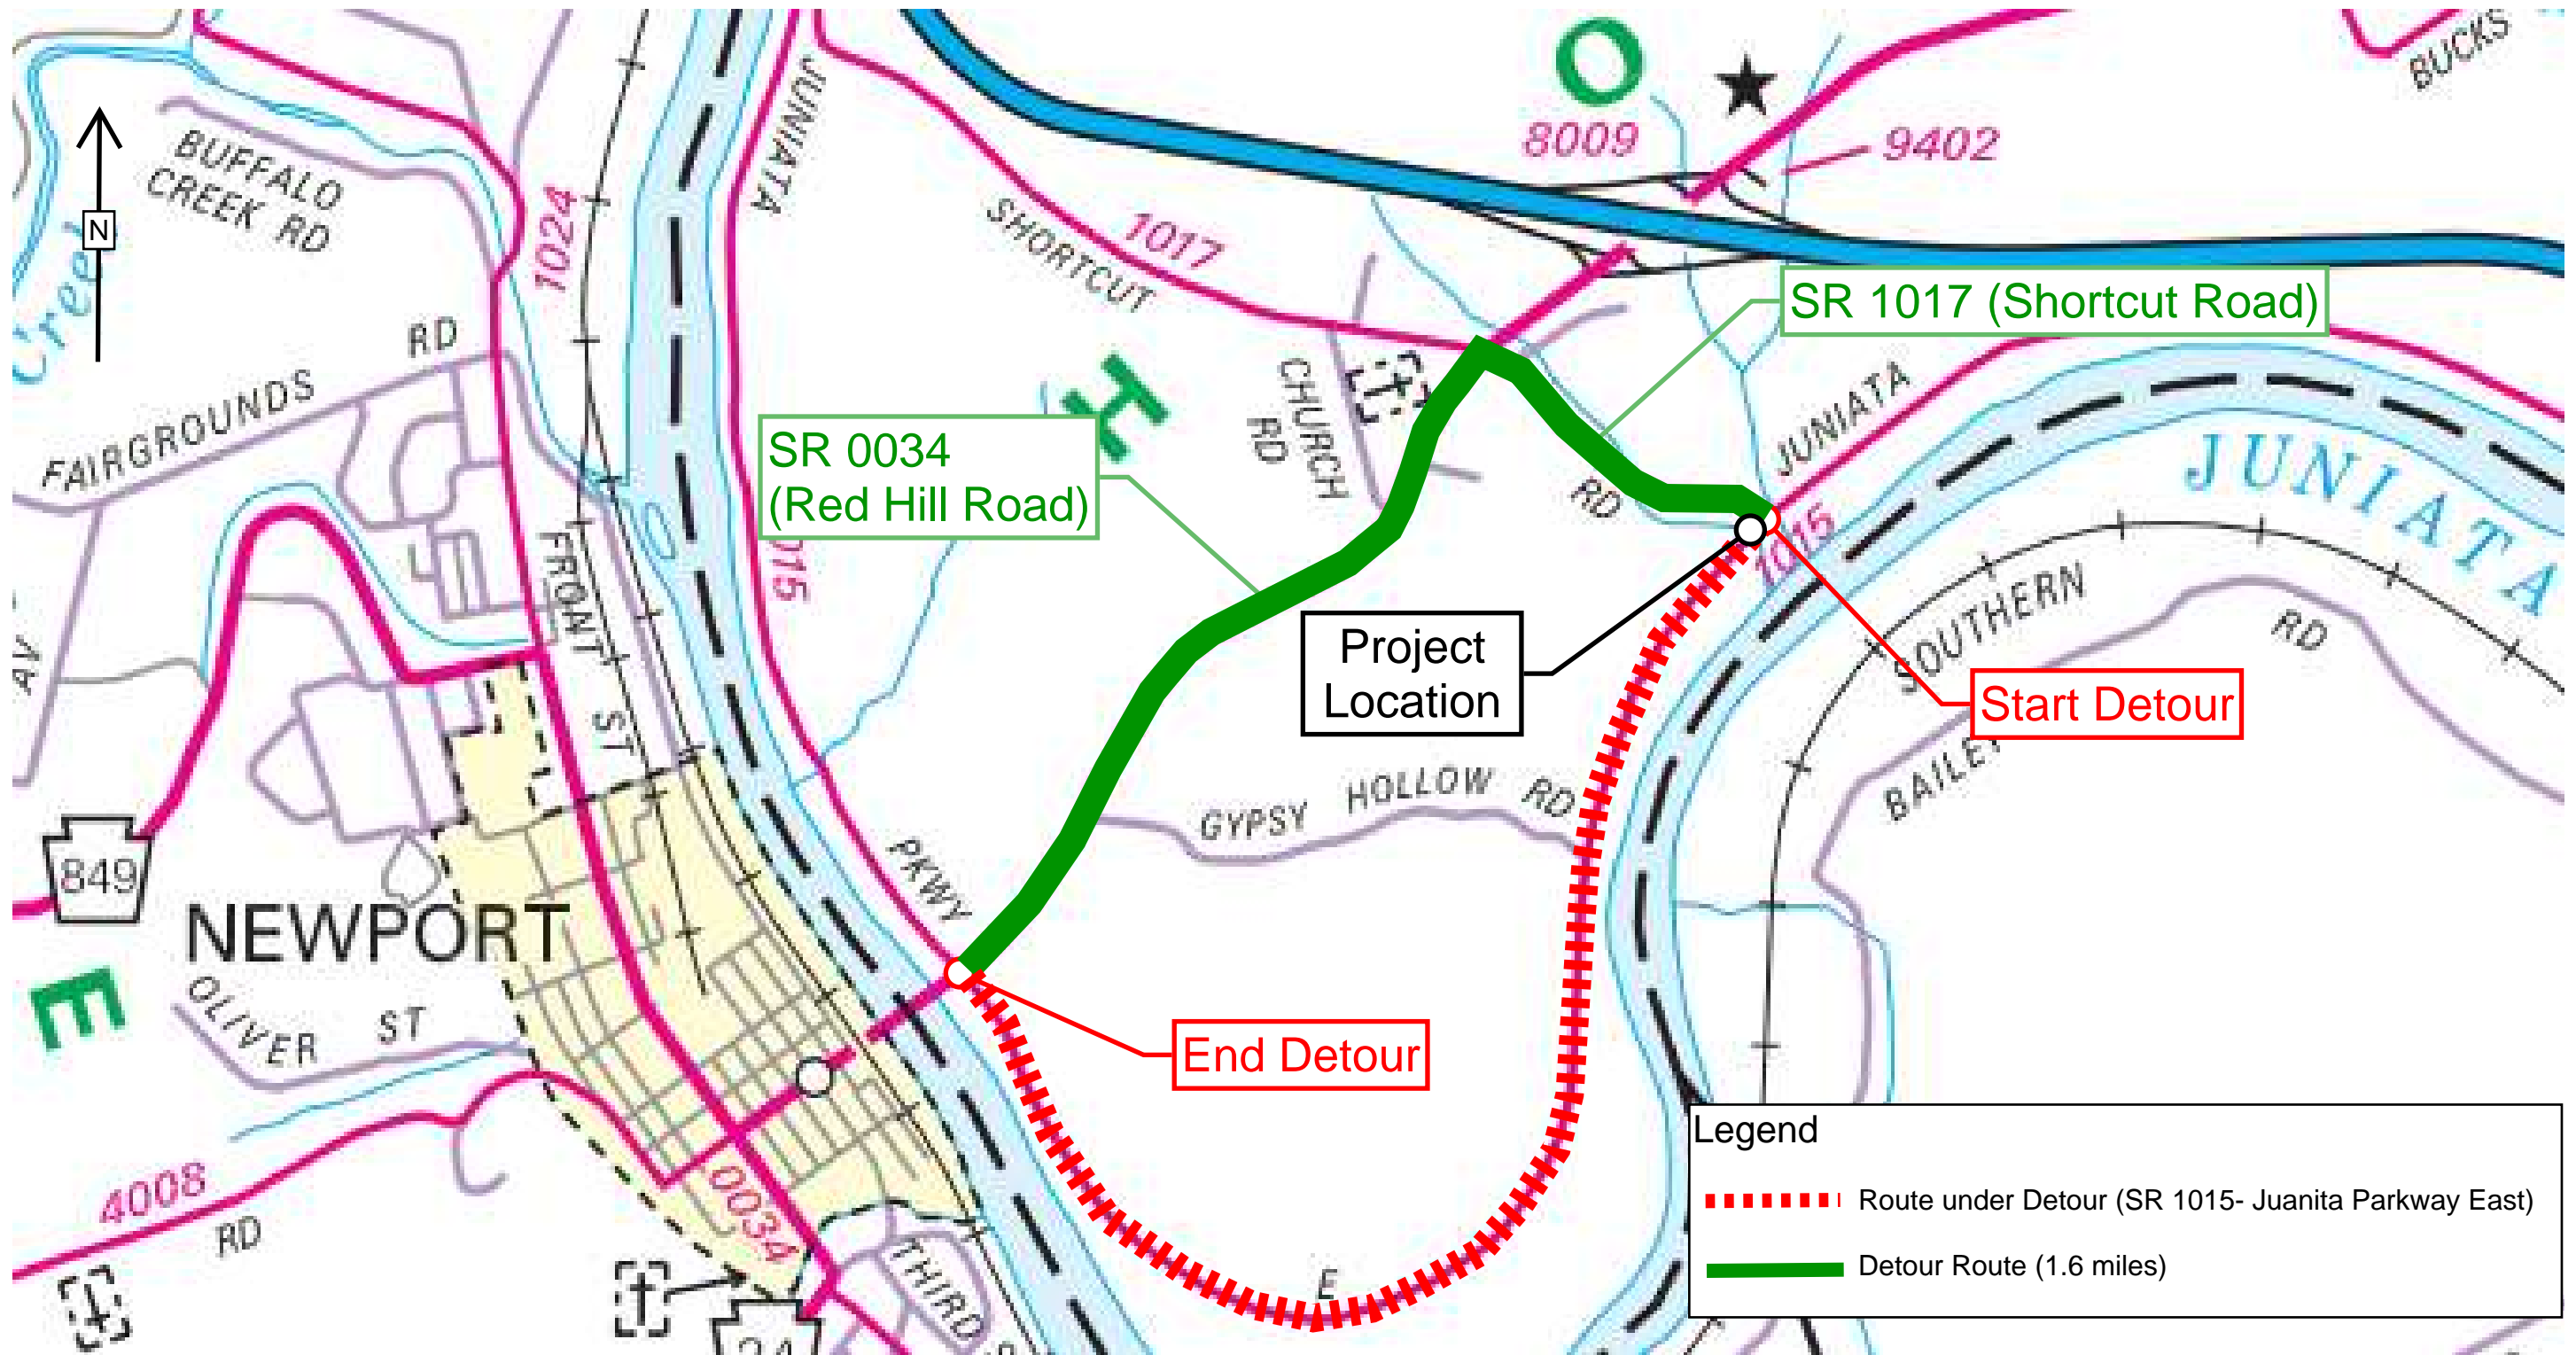 BUFFALO
CREEK RD
N
Creek
1024
JUNIATA
SHORTCUT
1017
O
8009
9402
BUCKS
SR 1017 (Shortcut Road)
FAIRGROUNDS RD
H
CHURCH
RD
SR 0034
(Red Hill Road)
RD
JUNIATA
1015
JUNIATA
FRONT
ST
015
Project
Location
SOUTHERN
RD
Start Detour
AV
849
PKWY
GYPSY HOLLOW RD
BAILEY
NEWPORT
E
OLIVER ST
End Detour
4008
RD
0034
THIRD
E
34
Legend
Route under Detour (SR 1015- Juanita Parkway East)
Detour Route (1.6 miles)